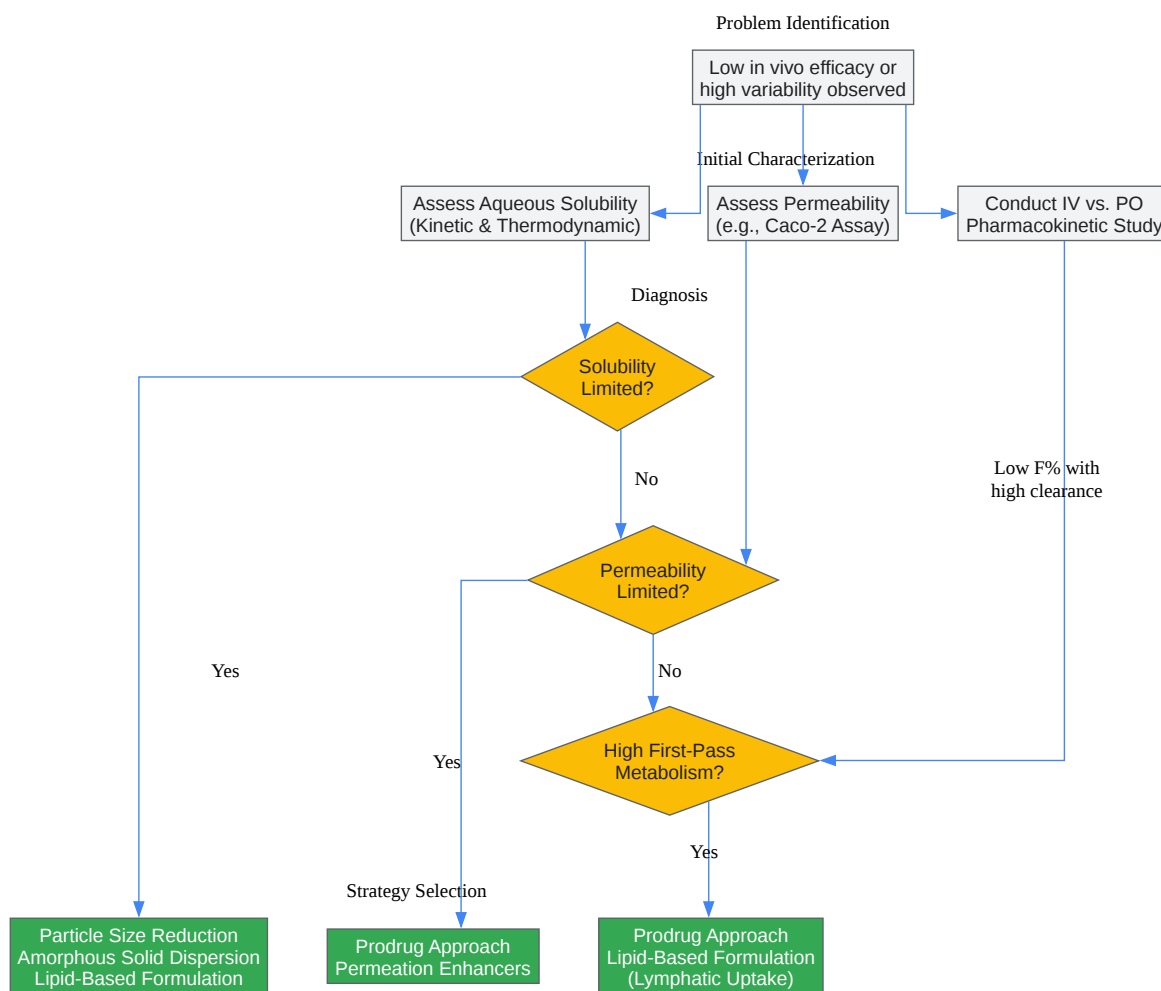 Problem Identification
Low in vivo efficacy or
high variability observed
Initial Characterization
Assess Aqueous Solubility
(Kinetic & Thermodynamic)
Assess Permeability
(e.g., Caco-2 Assay)
Conduct IV vs. PO
Pharmacokinetic Study
Diagnosis
Solubility
Limited?
No
Low F% with
high clearance
Permeability
Limited?
Yes
No
Yes
High First-Pass
Metabolism?
Yes
Strategy Selection
Particle Size Reduction
Amorphous Solid Dispersion
Lipid-Based Formulation
Prodrug Approach
Permeation Enhancers
Prodrug Approach
Lipid-Based Formulation
(Lymphatic Uptake)